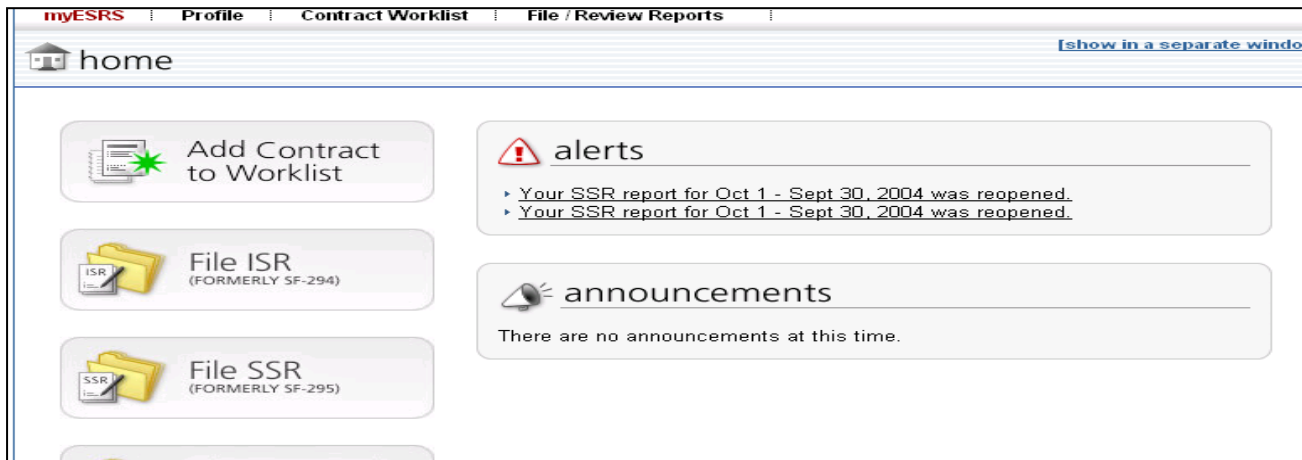 myESRS Profile Contract Worklist File / Review Reports
[show in a separate windo
home
Add Contract
to Worklist
alerts
Your SSR report for Oct 1 - Sept 30, 2004 was reopened.
Your SSR report for Oct 1 - Sept 30, 2004 was reopened.
ISR
File ISR
(FORMERLY SF-294)
announcements
There are no announcements at this time.
SSR
File SSR
(FORMERLY SF-295)